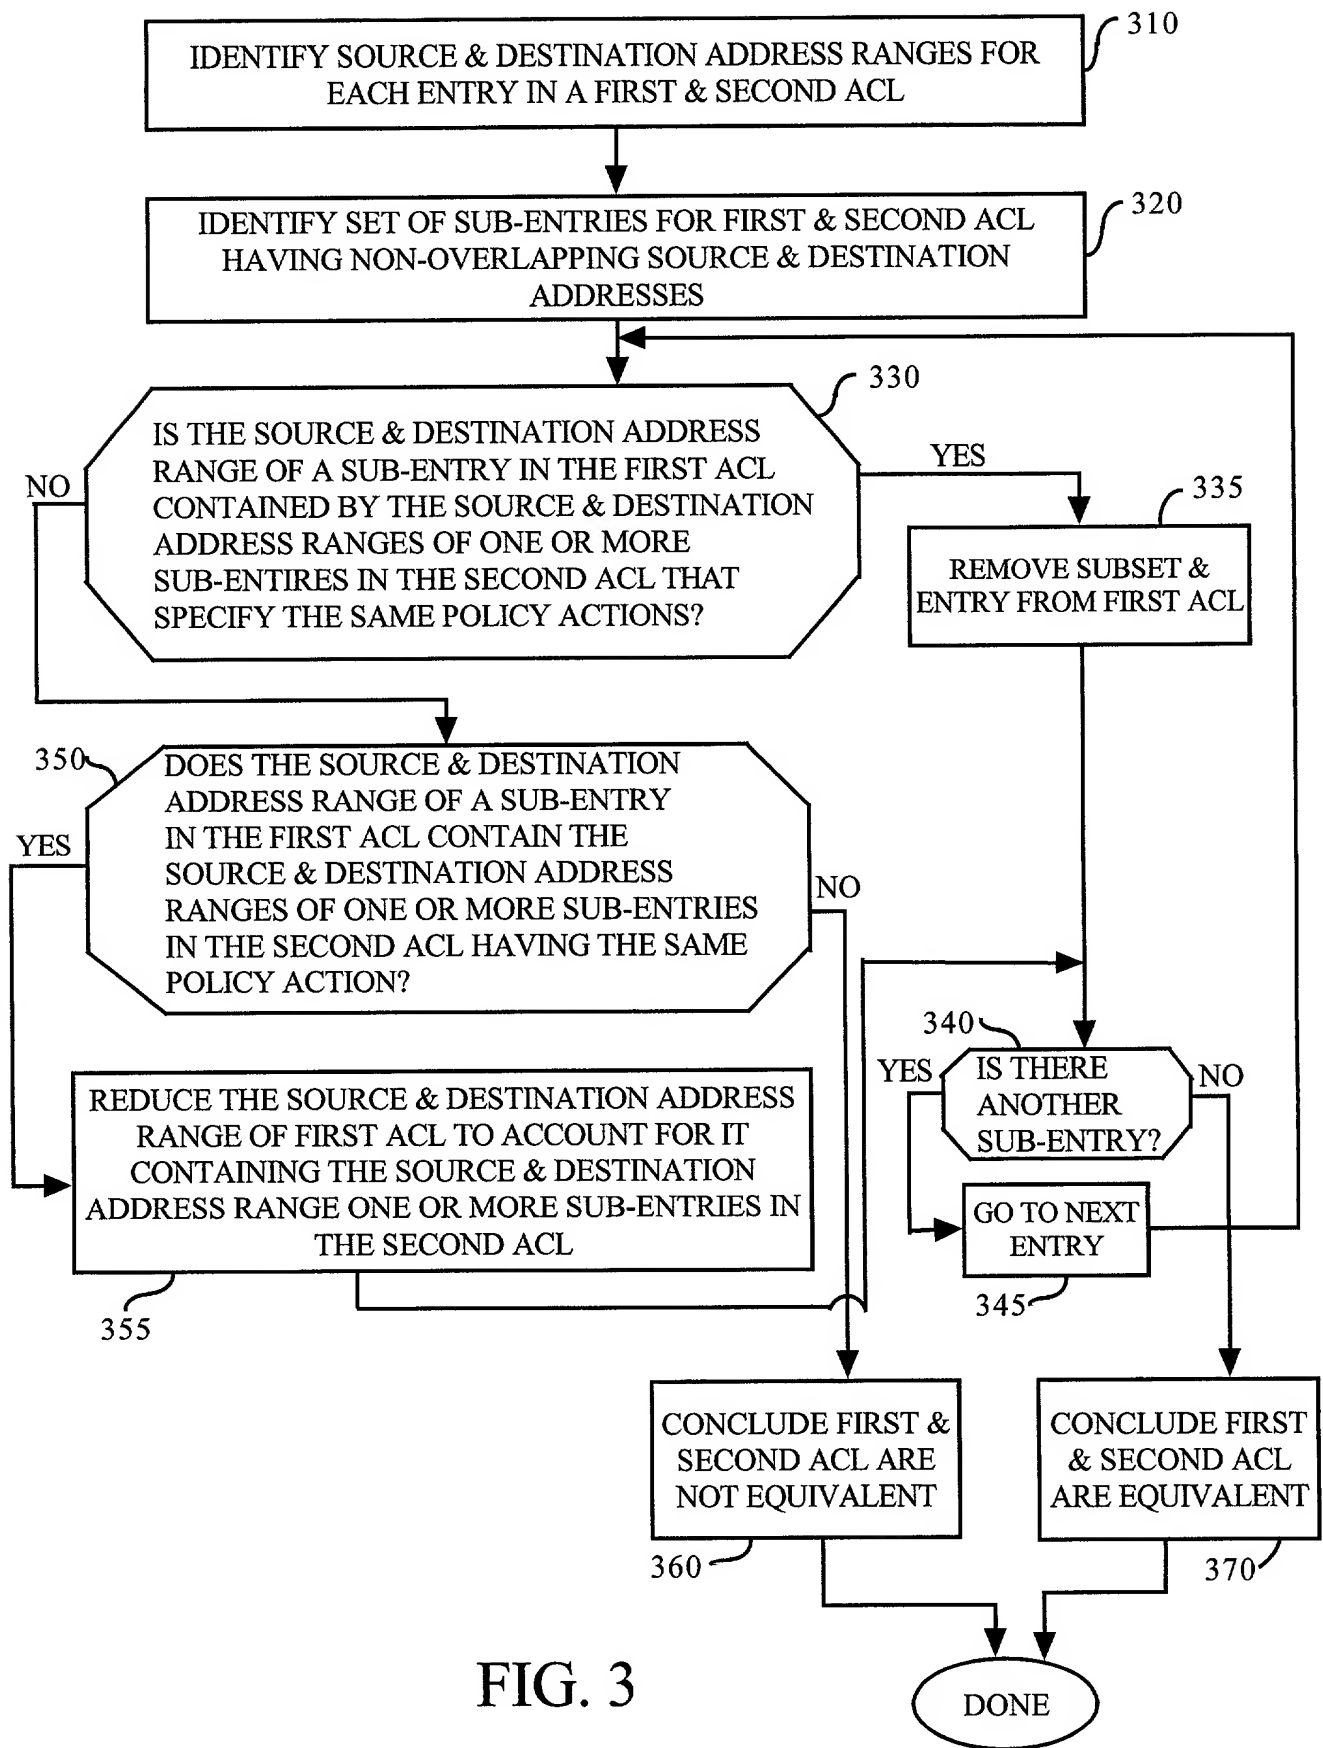 310
IDENTIFY SOURCE & DESTINATION ADDRESS RANGES FOR
EACH ENTRY IN A FIRST & SECOND ACL
320
IDENTIFY SET OF SUB-ENTRIES FOR FIRST & SECOND ACL
HAVING NON-OVERLAPPING SOURCE & DESTINATION
ADDRESSES
330
IS THE SOURCE & DESTINATION ADDRESS
RANGE OF A SUB-ENTRY IN THE FIRST ACL
CONTAINED BY THE SOURCE & DESTINATION
ADDRESS RANGES OF ONE OR MORE
SUB-ENTIRES IN THE SECOND ACL THAT
SPECIFY THE SAME POLICY ACTIONS?
NO
YES
335
REMOVE SUBSET &
ENTRY FROM FIRST ACL
350
DOES THE SOURCE & DESTINATION
ADDRESS RANGE OF A SUB-ENTRY
IN THE FIRST ACL CONTAIN THE
SOURCE & DESTINATION ADDRESS
RANGES OF ONE OR MORE SUB-ENTRIES
IN THE SECOND ACL HAVING THE SAME
POLICY ACTION?
YES
NO
340
IS THERE
ANOTHER
SUB-ENTRY?
YES
NO
REDUCE THE SOURCE & DESTINATION ADDRESS
RANGE OF FIRST ACL TO ACCOUNT FOR IT
CONTAINING THE SOURCE & DESTINATION
ADDRESS RANGE ONE OR MORE SUB-ENTRIES IN
THE SECOND ACL
355
GO TO NEXT
ENTRY
345
CONCLUDE FIRST &
SECOND ACL ARE
NOT EQUIVALENT
360
CONCLUDE FIRST
& SECOND ACL
ARE EQUIVALENT
370
DONE
FIG. 3